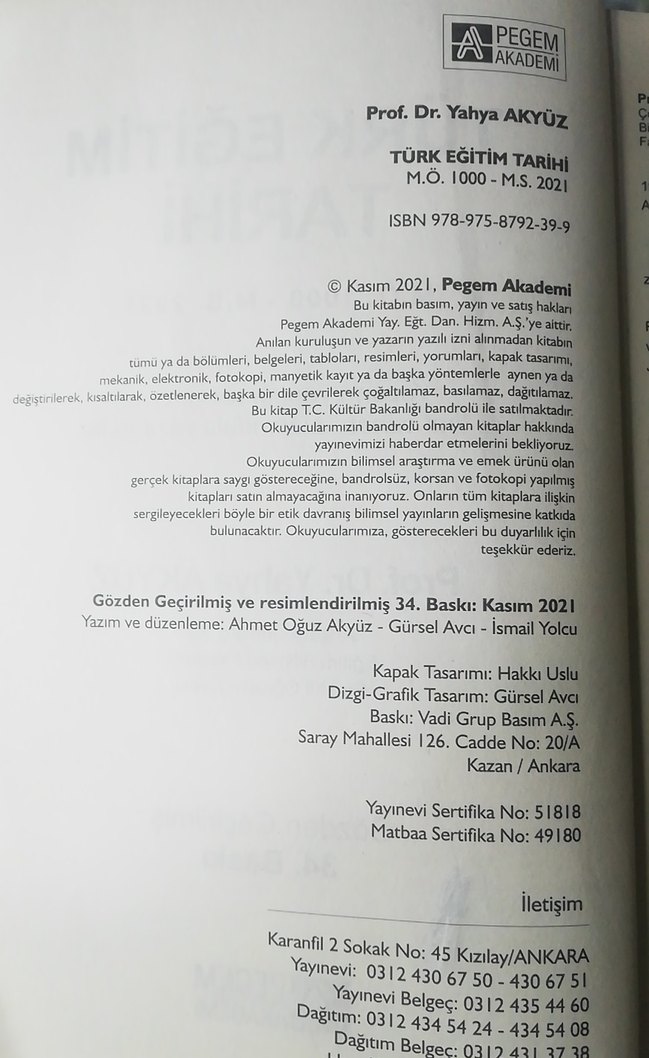 PEGEM
AKADEMİ
Prof. Dr. Yahya AKYÜZ
TÜRK EĞİTİM TARİHİ
M.Ö. 1000 - M.S. 2021
ISBN 978-975-8792-39-9
© Kasım 2021, Pegem Akademi
Bu kitabın basım, yayın ve satış hakları
Pegem Akademi Yay. Eğt. Dan. Hizm. A.Ş.'ye aittir.
Anılan kuruluşun ve yazarın yazılı izni alınmadan kitabın
tümü ya da bölümleri, belgeleri, tabloları, resimleri, yorumları, kapak tasarımı,
mekanik, elektronik, fotokopi, manyetik kayıt ya da başka yöntemlerle aynen ya da
değiştirilerek, kısaltılarak, özetlenerek, başka bir dile çevrilerek çoğaltılamaz, basılamaz, dağıtılamaz.
Bu kitap T.C. Kültür Bakanlığı bandrolü ile satılmaktadır.
Okuyucularımızın bandrolü olmayan kitaplar hakkında
yayınevimizi haberdar etmelerini bekliyoruz.
Okuyucularımızın bilimsel araştırma ve emek ürünü olan
gerçek kitaplara saygı göstereceğine, bandrolsüz, korsan ve fotokopi yapılmış
kitapları satın almayacağına inanıyoruz. Onların tüm kitaplara ilişkin
sergileyecekleri böyle bir etik davranış bilimsel yayınların gelişmesine katkıda
bulunacaktır. Okuyucularımıza, gösterecekleri bu duyarlılık için
teşekkür ederiz.
Gözden Geçirilmiş ve resimlendirilmiş 34. Baskı: Kasım 2021
Yazım ve düzenleme: Ahmet Oğuz Akyüz - Gürsel Avcı - İsmail Yolcu
Kapak Tasarımı: Hakkı Uslu
Dizgi-Grafik Tasarım: Gürsel Avcı
Baskı: Vadi Grup Basım A.Ş.
Saray Mahallesi 126. Cadde No: 20/A
Kazan / Ankara
Yayınevi Sertifika No: 51818
Matbaa Sertifika No: 49180
İletişim
Karanfil 2 Sokak No: 45 Kızılay/ANKARA
Yayınevi: 0312 430 67 50 - 430 67 51
Yayınevi Belgeç: 0312 435 44 60
Dağıtım: 0312 434 54 24 - 434 54 08
Dağıtım Belgeç: 0312 431 37 38